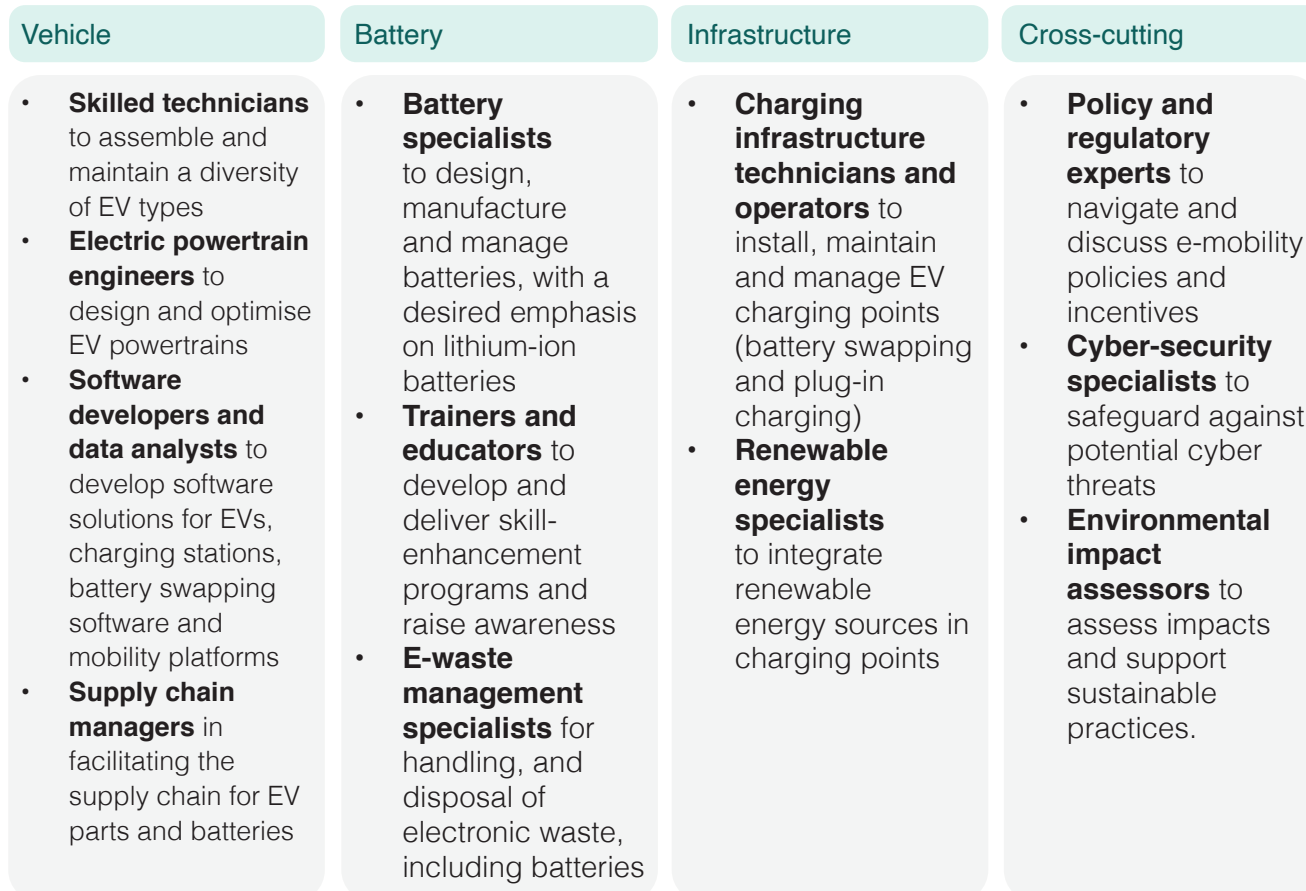 Vehicle
• Skilled technicians
to assemble and
maintain a diversity
of EV types
• Electric powertrain
engineers to
design and optimise
EV powertrains
• Software
developers and
data analysts to
develop software
solutions for EVs,
charging stations,
battery swapping
software and
mobility platforms
• Supply chain
managers in
facilitating the
supply chain for EV
parts and batteries
Battery
• Battery
specialists
to design,
manufacture
and manage
batteries, with a
desired emphasis
on lithium-ion
batteries
• Trainers and
educators to
develop and
deliver skill-
enhancement
programs and
raise awareness
• E-waste
management
specialists for
handling, and
disposal of
electronic waste,
including batteries
Infrastructure
• Charging
infrastructure
technicians and
operators to
install, maintain
and manage EV
charging points
(battery swapping
and plug-in
charging)
• Renewable
energy
specialists
to integrate
renewable
energy sources in
charging points
Cross-cutting
• Policy and
regulatory
experts to
navigate and
discuss e-mobility
policies and
incentives
• Cyber-security
specialists to
safeguard against
potential cyber
threats
• Environmental
impact
assessors to
assess impacts
and support
sustainable
practices.